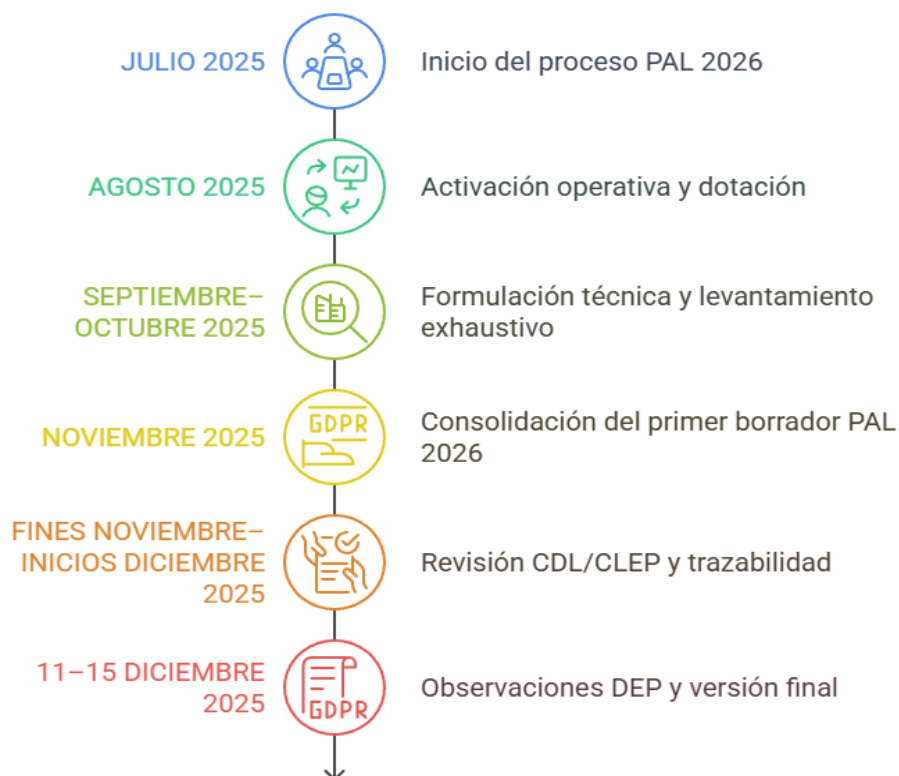 JULIO 2025
Inicio del proceso PAL 2026
AGOSTO 2025
Activación operativa y dotación
SEPTIEMBRE–
OCTUBRE 2025
Formulación técnica y levantamiento
exhaustivo
NOVIEMBRE 2025
GDPR
Consolidación del primer borrador PAL
2026
FINES NOVIEMBRE–
INICIOS DICIEMBRE
2025
Revisión CDL/CLEP y trazabilidad
11–15 DICIEMBRE
2025
GDPR
Observaciones DEP y versión final